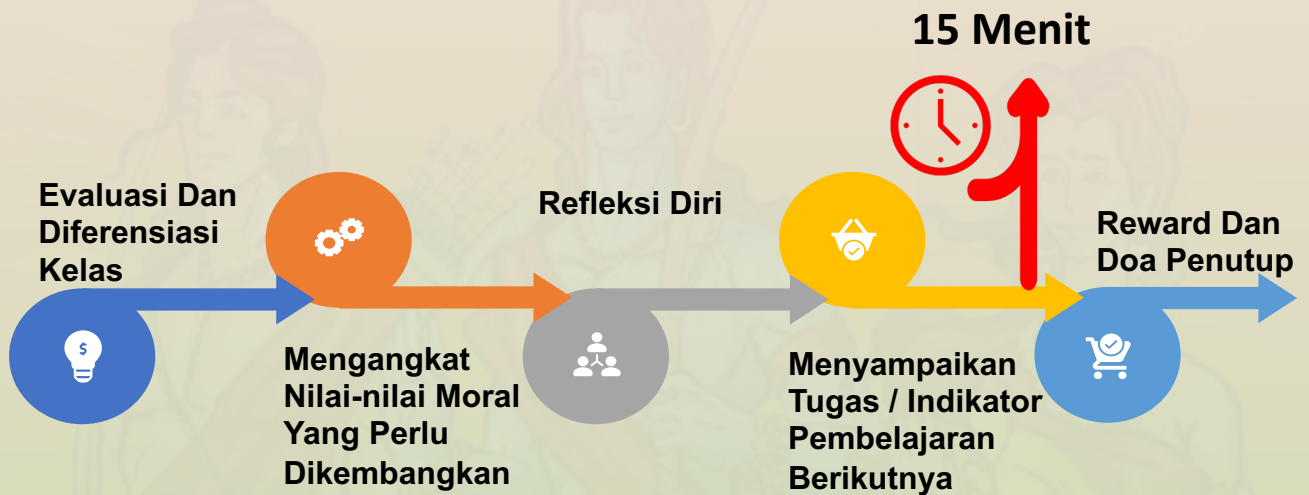 15 Menit
Evaluasi Dan
Diferensiasi
Kelas
Mengangkat
Nilai-nilai Moral
Yang Perlu
Dikembangkan
Refleksi Diri
Menyampaikan
Tugas / Indikator
Pembelajaran
Berikutnya
Reward Dan
Doa Penutup
$